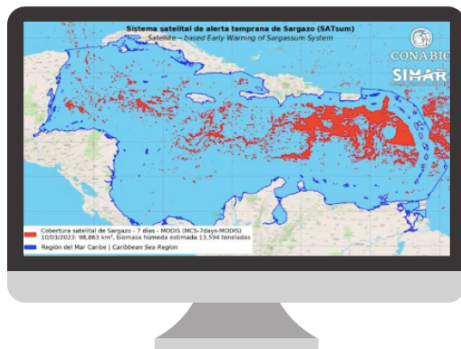 Sistema satelital de alerta temprana de Sargazo (SATsum)
Satellite - based Early Warning of Sargassum System
CONABIO
SIMAR
Cobertura satelital de Sargazo - 7 días - MODIS (MCS-7days-MODIS)
10/03/2023: 98,863 km², Biomasa húmeda estimada 13,594 toneladas
Región del Mar Caribe | Caribbean Sea Region